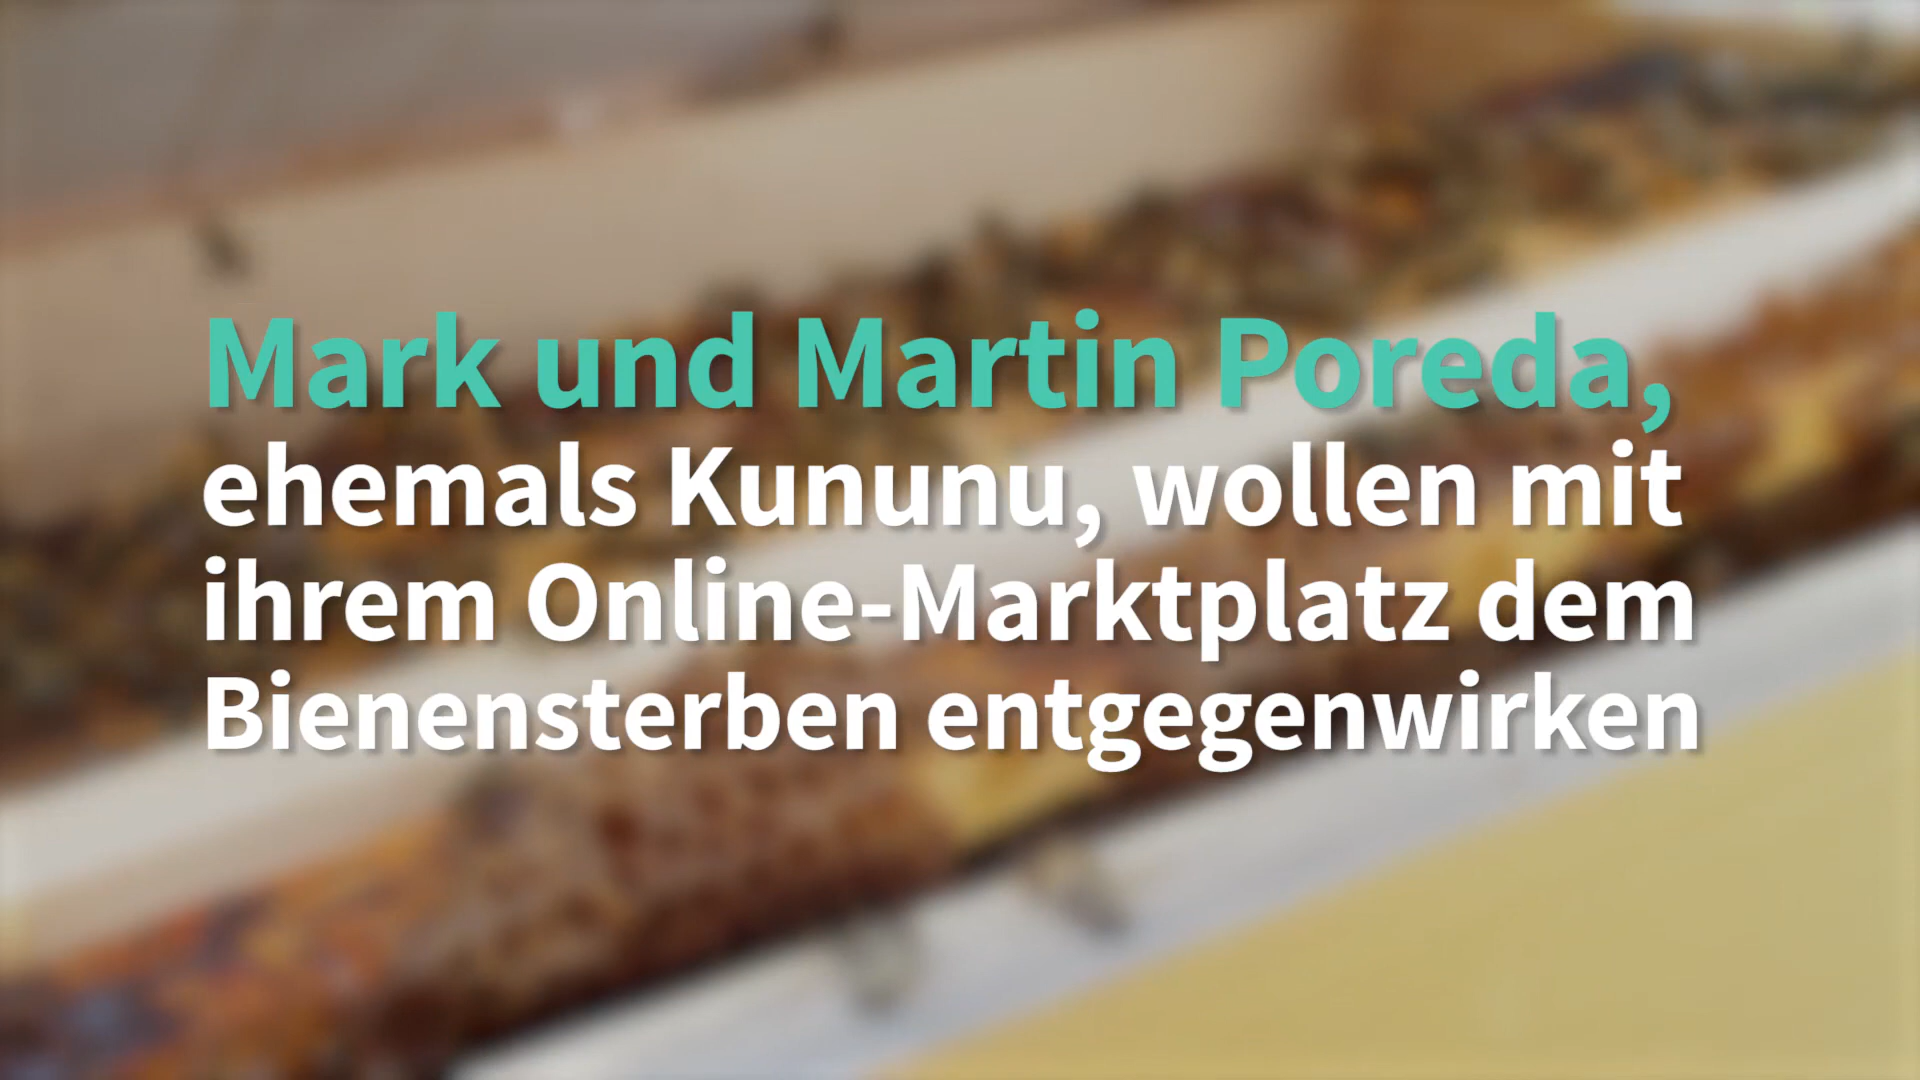 Mark und Martin Poreda,
ehemals Kununu, wollen mit
ihrem Online-Marktplatz dem
Bienensterben entgegenwirken